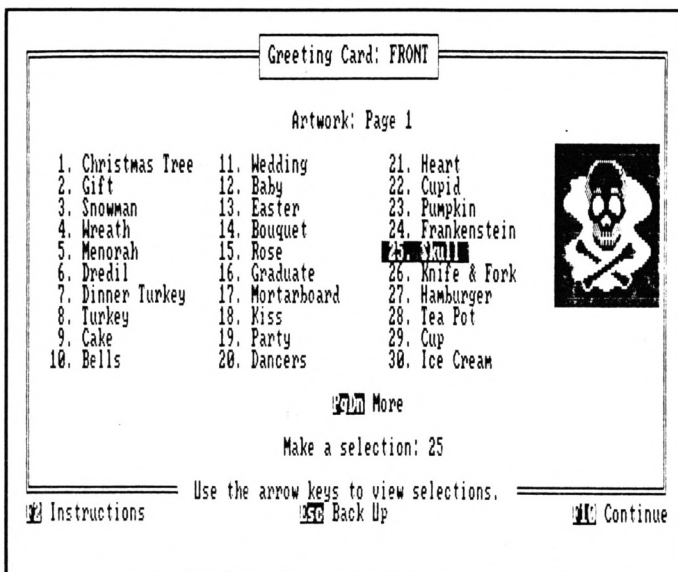 Greeting Card: FRONT
Artwork: Page 1
1. Christmas Tree 11. Wedding 21. Heart
2. Gift 12. Baby 22. Cupid
3. Snowman 13. Easter 23. Pumpkin
4. Wreath 14. Bouquet 24. Frankenstein
5. Menorah 15. Rose 25. Skull
6. Dredil 16. Graduate 26. Knife & Fork
7. Dinner Turkey 17. Mortarboard 27. Hamburger
8. Turkey 18. Kiss 28. Tea Pot
9. Cake 19. Party 29. Cup
10. Bells 20. Dancers 30. Ice Cream
PgDn More
Make a selection: 25
Use the arrow keys to view selections.
F2 Instructions Esc Back Up F10 Continue